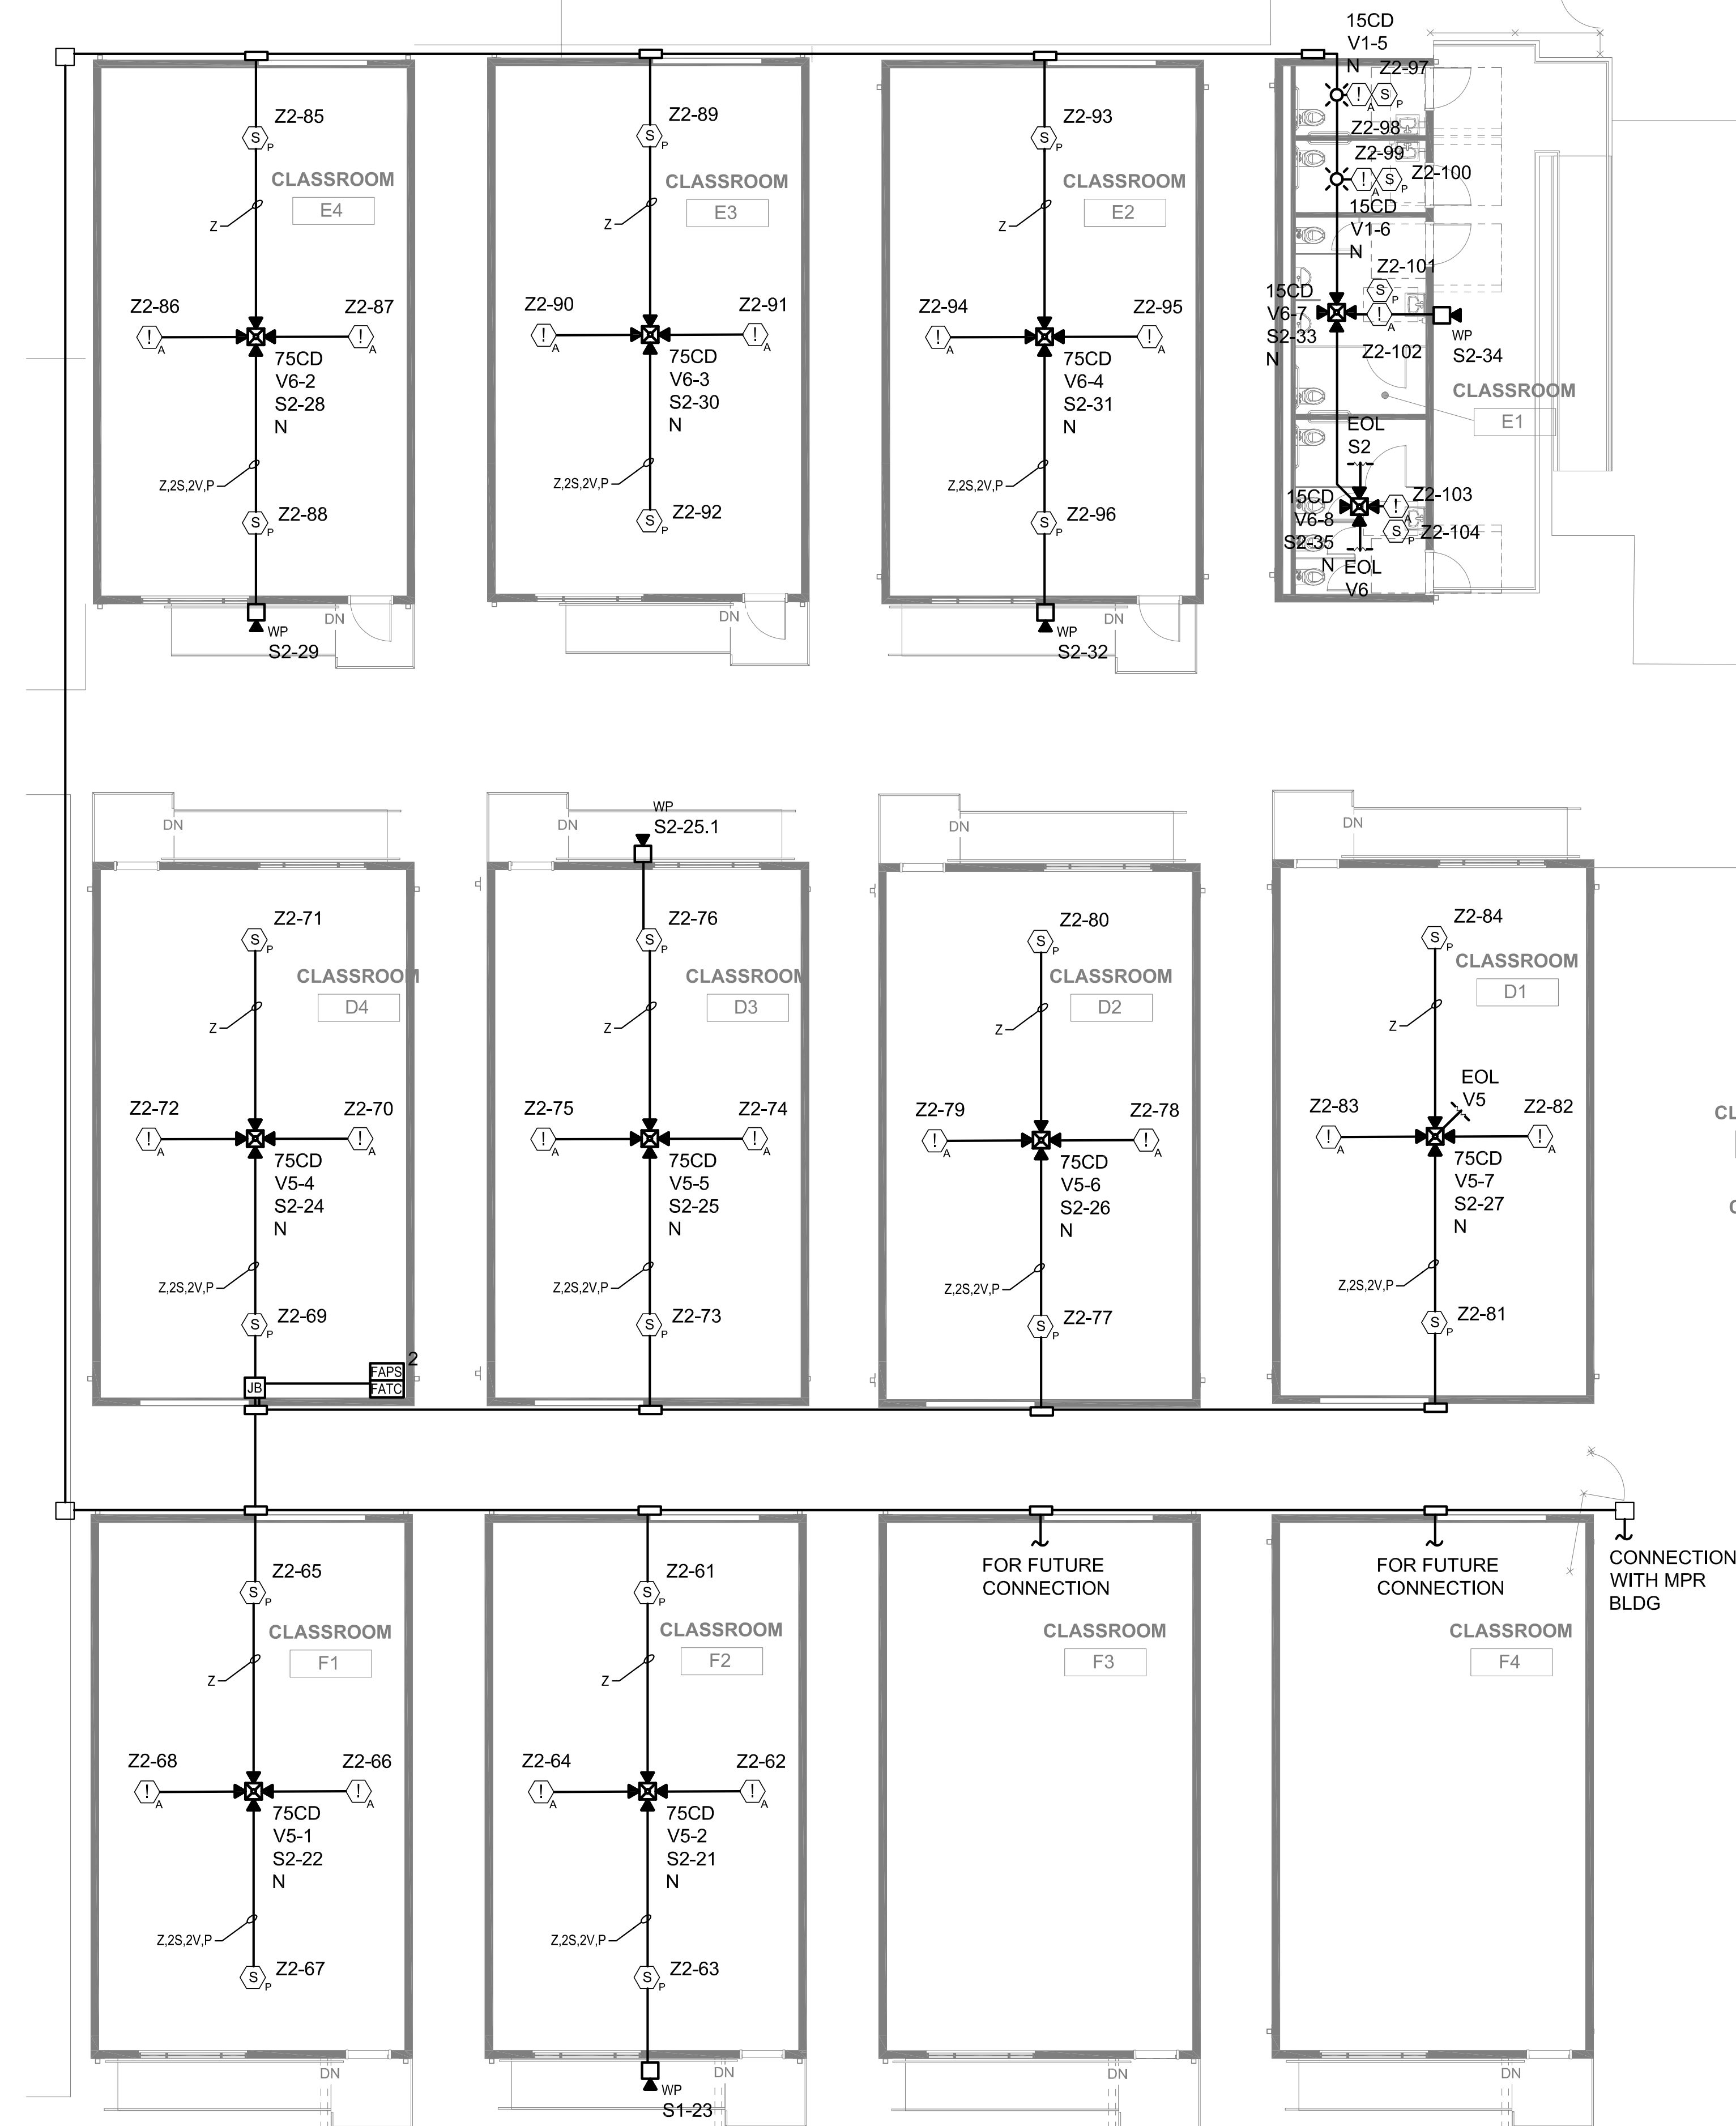 15CD
V1-5
N
Z2-97
! A
S P
Z2-98
Z2-99
! A
S P
Z2-100
15CD
V1-6
N
Z2-101
S P
! A
15CD
V6-7
S2-33
N
Z2-102
WP
S2-34
CLASSROOM
E1
EOL
S2
15CD
V6-8
S2-35
N
Z2-103
! A
S P
Z2-104
EOL
V6
Z2-85
S P
CLASSROOM
E4
Z
Z2-86
! A
Z2-87
! A
75CD
V6-2
S2-28
N
Z,2S,2V,P
Z2-88
S P
DN
WP
S2-29
Z2-89
S P
CLASSROOM
E3
Z
Z2-90
! A
Z2-91
! A
75CD
V6-3
S2-30
N
Z,2S,2V,P
Z2-92
S P
DN
Z2-93
S P
CLASSROOM
E2
Z
Z2-94
! A
Z2-95
! A
75CD
V6-4
S2-31
N
Z,2S,2V,P
Z2-96
S P
DN
WP
S2-32
DN
Z2-71
S P
CLASSROOM
D4
Z
Z2-72
! A
Z2-70
! A
75CD
V5-4
S2-24
N
Z,2S,2V,P
Z2-69
S P
JB
FAPS
FATC
2
DN
WP
S2-25.1
Z2-76
S P
CLASSROOM
D3
Z
Z2-75
! A
Z2-74
! A
75CD
V5-5
S2-25
N
Z,2S,2V,P
Z2-73
S P
DN
Z2-80
S P
CLASSROOM
D2
Z
Z2-79
! A
Z2-78
! A
75CD
V5-6
S2-26
N
Z,2S,2V,P
Z2-77
S P
DN
Z2-84
S P
CLASSROOM
D1
Z
EOL
V5
Z2-83
! A
Z2-82
! A
75CD
V5-7
S2-27
N
Z,2S,2V,P
Z2-81
S P
Z2-65
S P
CLASSROOM
F1
Z
Z2-68
! A
Z2-66
! A
75CD
V5-1
S2-22
N
Z,2S,2V,P
Z2-67
S P
DN
Z2-61
S P
CLASSROOM
F2
Z
Z2-64
! A
Z2-62
! A
75CD
V5-2
S2-21
N
Z,2S,2V,P
Z2-63
S P
DN
WP
S1-23
FOR FUTURE
CONNECTION
CLASSROOM
F3
DN
FOR FUTURE
CONNECTION
CLASSROOM
F4
DN
CONNECTION
WITH MPR
BLDG